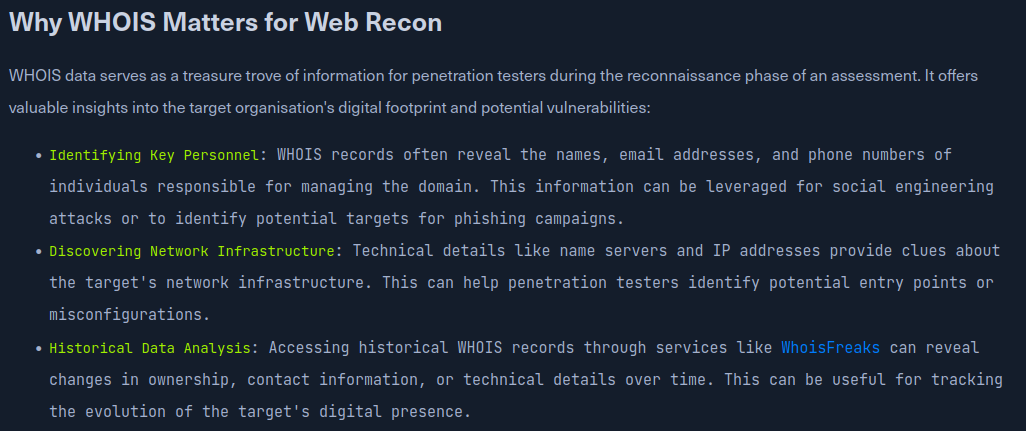 Why WHOIS Matters for Web Recon
WHOIS data serves as a treasure trove of information for penetration testers during the reconnaissance phase of an assessment. It offers
valuable insights into the target organisation's digital footprint and potential vulnerabilities:
• Identifying Key Personnel: WHOIS records often reveal the names, email addresses, and phone numbers of
individuals responsible for managing the domain. This information can be leveraged for social engineering
attacks or to identify potential targets for phishing campaigns.
• Discovering Network Infrastructure: Technical details like name servers and IP addresses provide clues about
the target's network infrastructure. This can help penetration testers identify potential entry points or
misconfigurations.
• Historical Data Analysis: Accessing historical WHOIS records through services like WhoisFreaks can reveal
changes in ownership, contact information, or technical details over time. This can be useful for tracking
the evolution of the target's digital presence.